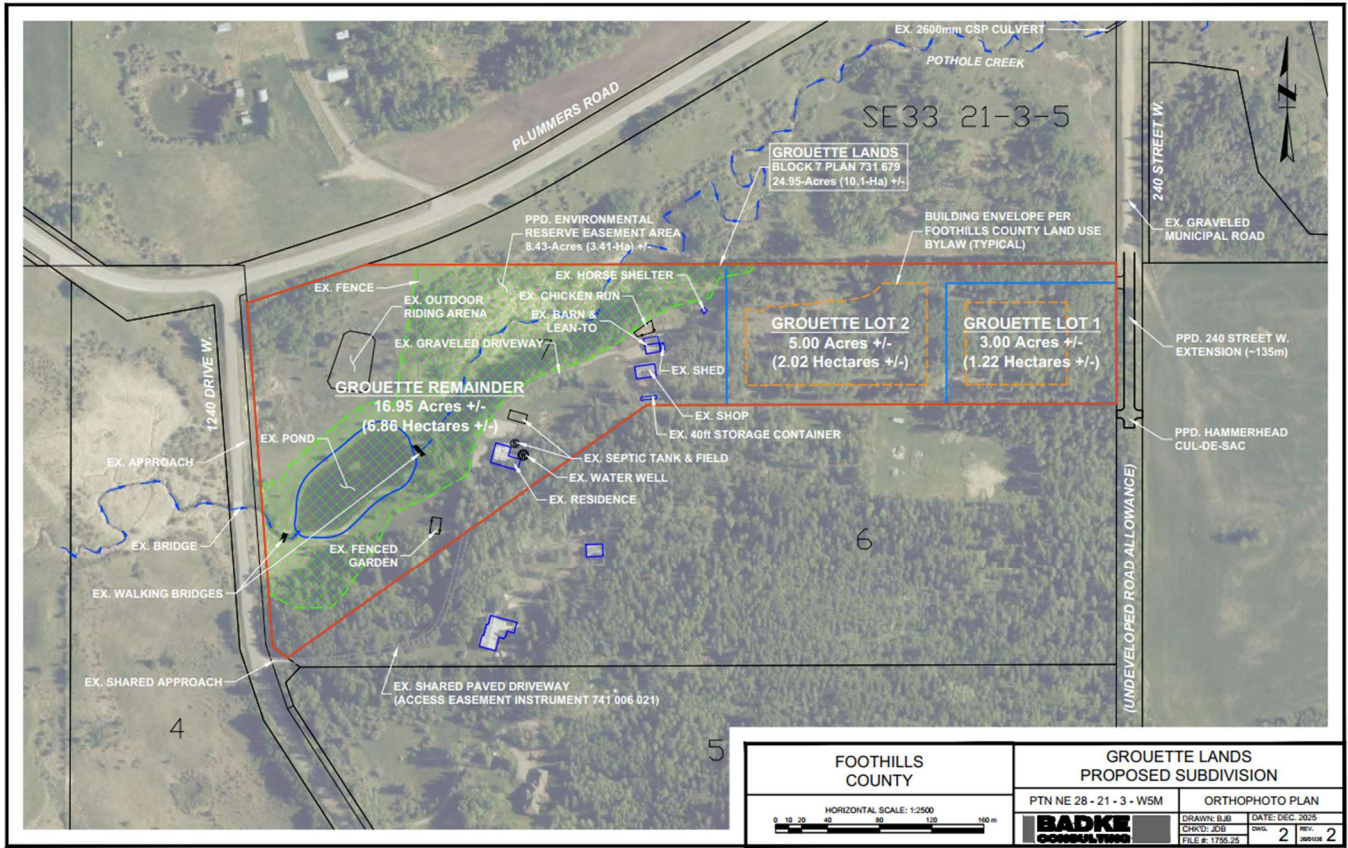 EX. 2600mm CSP CULVERT
POTHOLE CREEK
SE33 21-3-5
PLUMMERS ROAD
240 STREET W.
N
GROUETTE LANDS
BLOCK 7 PLAN 731 679
24.95-Acres (10.1-Ha) +/-
PPD. ENVIRONMENTAL
RESERVE EASEMENT AREA
8.43-Acres (3.41-Ha) +/-
BUILDING ENVELOPE PER
FOOTHILLS COUNTY LAND USE
BYLAW (TYPICAL)
EX. GRAVELED
MUNICIPAL ROAD
EX. FENCE
EX. OUTDOOR
RIDING ARENA
EX. HORSE SHELTER
EX. CHICKEN RUN
EX. BARN &
LEAN-TO
EX. GRAVELED DRIVEWAY
EX. SHED
EX. SHOP
EX. 40ft STORAGE CONTAINER
GROUETTE LOT 2
5.00 Acres +/-
(2.02 Hectares +/-)
GROUETTE LOT 1
3.00 Acres +/-
(1.22 Hectares +/-)
PPD. 240 STREET W.
EXTENSION (~135m)
PPD. HAMMERHEAD
CUL-DE-SAC
1240 DRIVE W.
GROUETTE REMAINDER
16.95 Acres +/-
(6.86 Hectares +/-)
EX. POND
EX. APPROACH
EX. SEPTIC TANK & FIELD
EX. WATER WELL
EX. RESIDENCE
EX. BRIDGE
EX. FENCED
GARDEN
EX. WALKING BRIDGES
6
(UNDEVELOPED ROAD ALLOWANCE)
EX. SHARED APPROACH
EX. SHARED PAVED DRIVEWAY
(ACCESS EASEMENT INSTRUMENT 741 006 021)
4
5
FOOTHILLS
COUNTY
HORIZONTAL SCALE: 1:2500
0 10 20 40 80 120 160 m
GROUETTE LANDS
PROPOSED SUBDIVISION
PTN NE 28 - 21 - 3 - W5M
ORTHOPHOTO PLAN
BADKE
CONSULTING
DRAWN: BJB
CHK'D: JDB
FILE #: 1755.25
DATE: DEC. 2025
DWG. 2
REV. 2